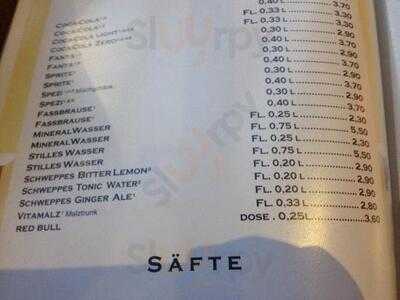 COCA-COLA
COCA-COLA 0,40 L 3,70
COCA-COLA LIGHT FL. 0,33 L 3,30
COCA-COLA ZERO FL. 0,33 L 3,30
FANTA 0,30 L 2,90
FANTA 0,40 L 3,70
SPRITE 0,30 L 2,90
SPRITE 0,40 L 3,70
SPEZI 0,30 L 2,90
SPEZI 0,40 L 3,70
FASSBRAUSE 0,30 L 2,90
FASSBRAUSE 0,40 L 3,70
MINERALWASSER FL. 0,25 L 2,30
MINERALWASSER FL. 0,75 L 5,50
STILLES WASSER FL. 0,25 L 2,30
STILLES WASSER FL. 0,75 L 5,50
SCHWEPPES BITTER LEMON FL. 0,20 L 2,90
SCHWEPPES TONIC WATER FL. 0,20 L 2,90
SCHWEPPES GINGER ALE FL. 0,20 L 2,90
VITAMALZ Malztrunk FL. 0,33 L 2,80
RED BULL DOSE . 0,25L 3,60
SÄFTE